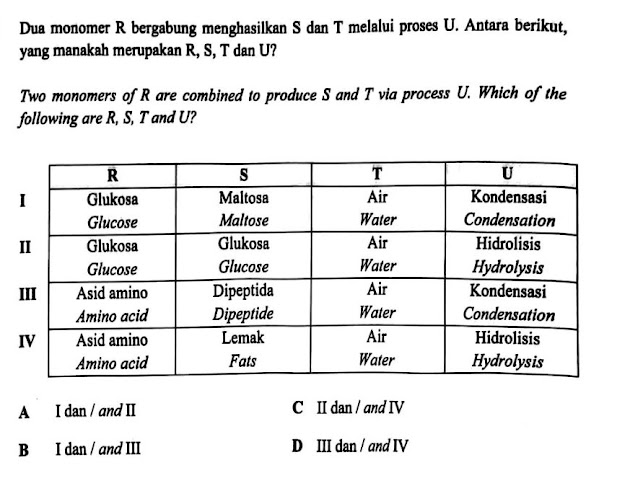 Dua monomer R bergabung menghasilkan S dan T melalui proses U. Antara berikut,
yang manakah merupakan R, S, T dan U?
Two monomers of R are combined to produce S and T via process U. Which of the
following are R, S, T and U?
R S T U
I Glukosa Maltosa Air Kondensasi
Glucose Maltose Water Condensation
II Glukosa Glukosa Air Hidrolisis
Glucose Glucose Water Hydrolysis
III Asid amino Dipeptida Air Kondensasi
Amino acid Dipeptide Water Condensation
IV Asid amino Lemak Air Hidrolisis
Amino acid Fats Water Hydrolysis
A I dan / and II C II dan / and IV
B I dan / and III D III dan / and IV